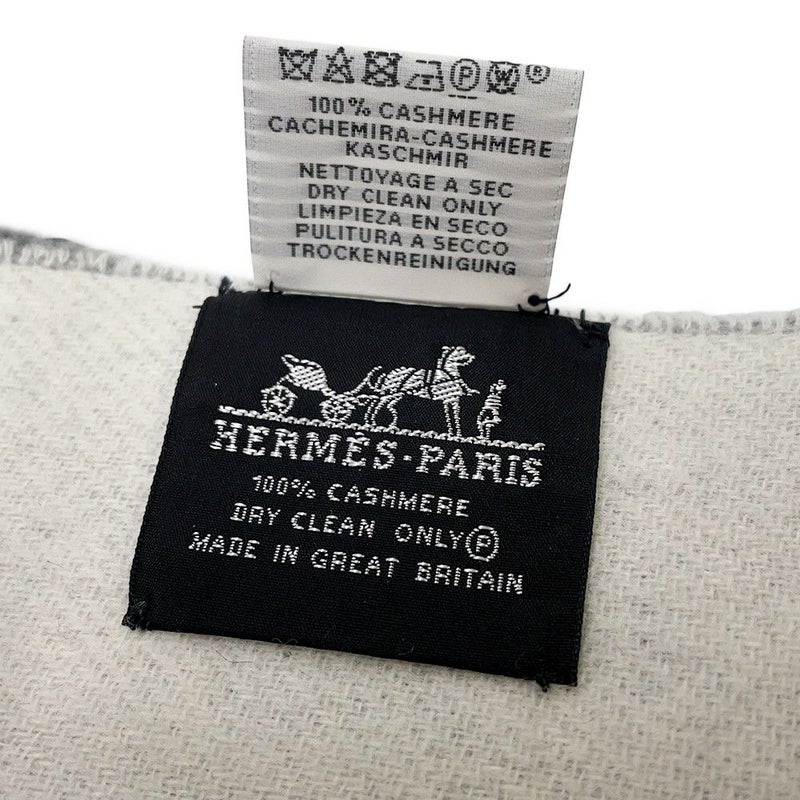 P W ®
100% CASHMERE
CACHEMIRA-CASHMERE
KASCHMIR
NETTOYAGE A SEC
DRY CLEAN ONLY
LIMPIEZA EN SECO
PULITURA A SECCO
TROCKENREINIGUNG
HERMÈS·PARIS
100% CASHMERE
DRY CLEAN ONLY Ⓟ
MADE IN GREAT BRITAIN